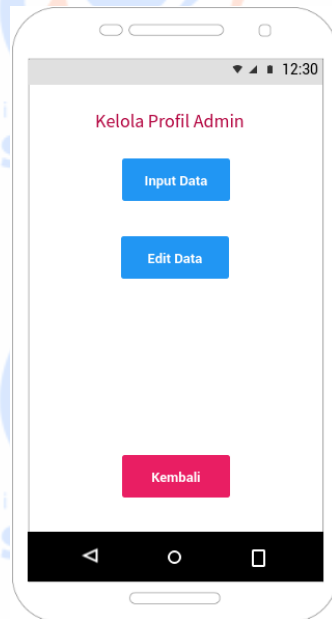 12:30
Kelola Profil Admin
Input Data
Edit Data
Kembali